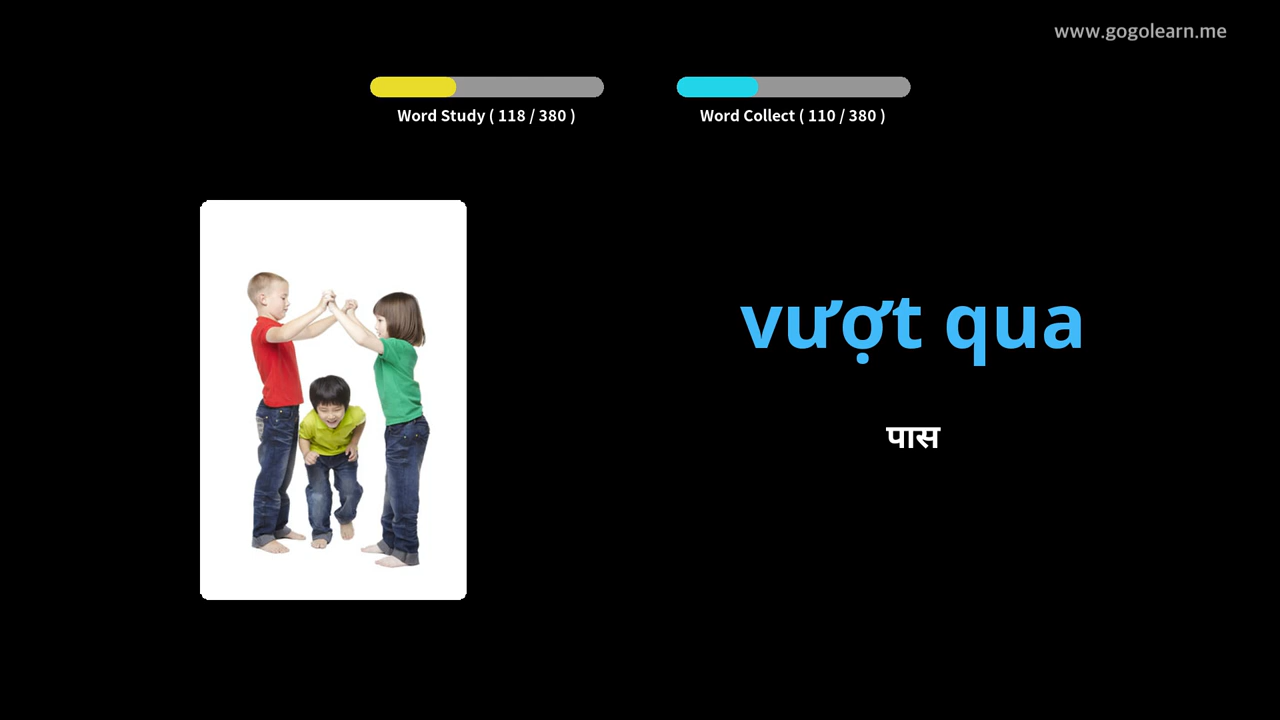 www.gogolearn.me
Word Study ( 118 / 380 )
Word Collect ( 110 / 380 )
vượt qua
पास